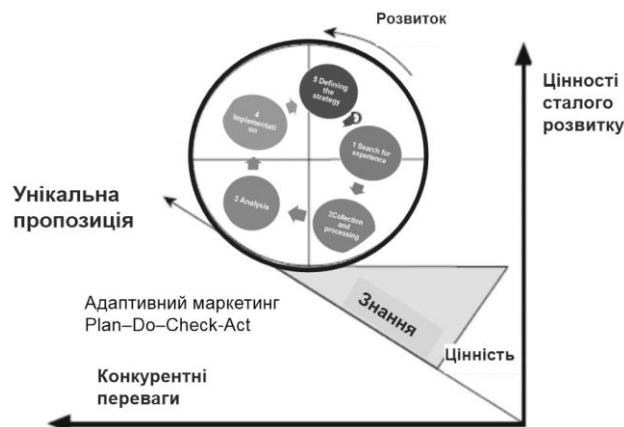 Розвиток
Цінності
сталого
розвитку
5 Defining
the
strategy
D
4
Implementati
on
1 Search for
experience
3 Analysis
2Collection
and
processing
Унікальна
пропозиція
Адаптивний маркетинг
Plan–Do–Check-Act
Знання
Цінність
Конкурентні
переваги